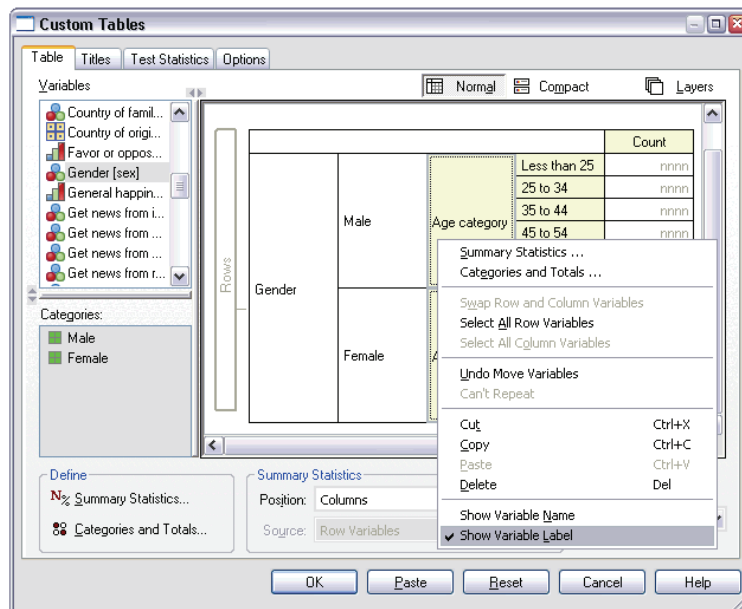 Custom Tables
Table Titles Test Statistics Options
Variables
Normal Compact Layers
Country of famil...
Country of origi...
Favor or oppos...
Gender [sex]
General happin...
Get news from i...
Get news from ...
Get news from ...
Get news from r...
Categories:
Male
Female
Rows
Count
Gender
Male
Age category
Less than 25 nnnn
25 to 34 nnnn
35 to 44 nnnn
45 to 54 nnnn
Female
Summary Statistics ...
Categories and Totals ...
Swap Row and Column Variables
Select All Row Variables
Select All Column Variables
Undo Move Variables
Can't Repeat
Cut Ctrl+X
Copy Ctrl+C
Paste Ctrl+V
Delete Del
Show Variable Name
✔ Show Variable Label
Define
N% Summary Statistics...
Categories and Totals...
Summary Statistics
Position: Columns
Source: Row Variables
OK Paste Reset Cancel Help